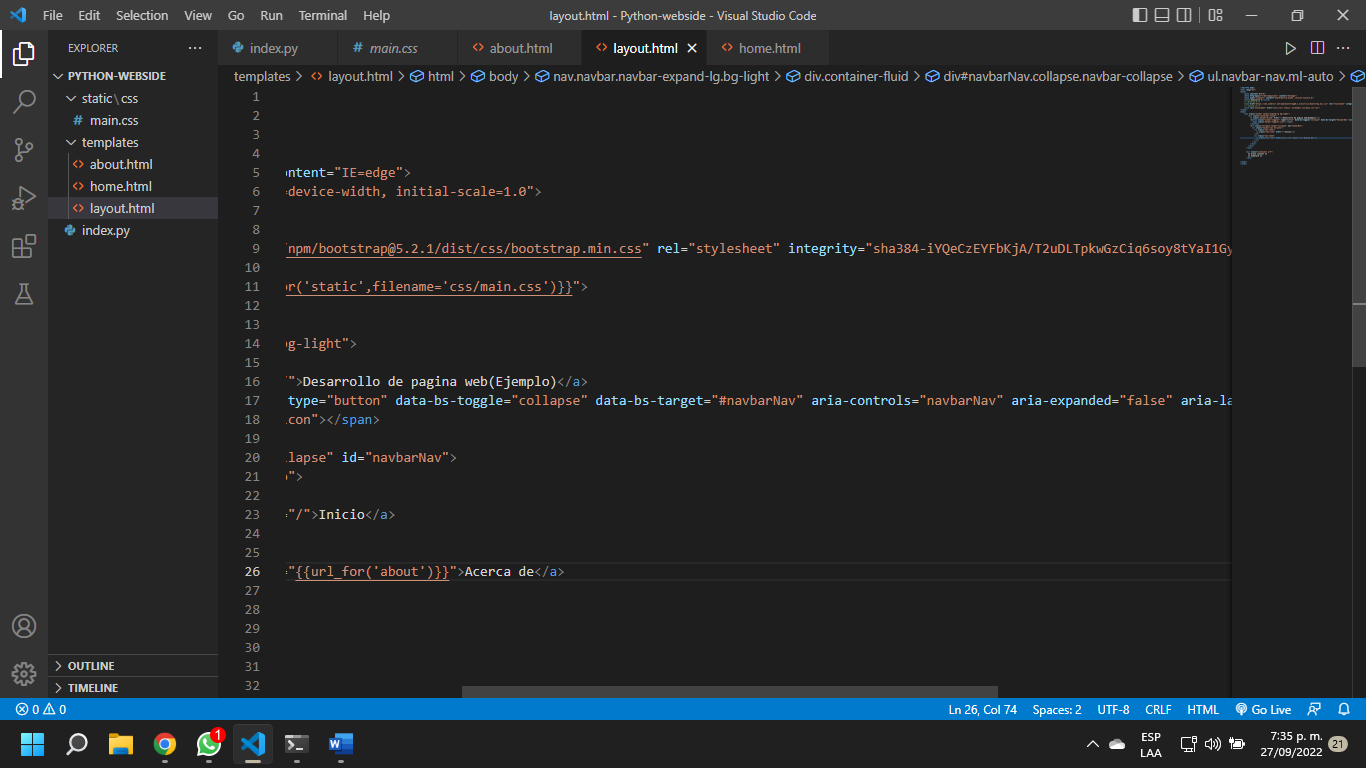 File Edit Selection View Go Run Terminal Help layout.html - Python-webside - Visual Studio Code
EXPLORER ···
index.py # main.css about.html layout.html home.html
PYTHON-WEBSIDE
templates > layout.html > html > body > nav.navbar.navbar-expand-lg.bg-light > div.container-fluid > div#navbarNav.collapse.navbar-collapse > ul.navbar-nav.ml-auto >
static \ css
# main.css
templates
about.html
home.html
layout.html
index.py
1
2
3
4
5 ontent="IE=edge">
6 =device-width, initial-scale=1.0">
7
8
9 /npm/bootstrap@5.2.1/dist/css/bootstrap.min.css" rel="stylesheet" integrity="sha384-iYQeCzEYFbKjA/T2uDLTpkwGzCiq6soy8tYaI1Gy
10
11 or('static',filename='css/main.css')}}">
12
13
14 bg-light">
15
16 /">Desarrollo de pagina web(Ejemplo)</a>
17 type="button" data-bs-toggle="collapse" data-bs-target="#navbarNav" aria-controls="navbarNav" aria-expanded="false" aria-la
18 icon"></span>
19
20 llapse" id="navbarNav">
21 o">
22
23 ="/">Inicio</a>
24
25
26 ="{{url_for('about')}}">Acerca de</a>
27
28
29
30
31
32
OUTLINE
TIMELINE
0 0 Ln 26, Col 74 Spaces: 2 UTF-8 CRLF HTML Go Live
1 ESP LAA 7:35 p. m. 27/09/2022 21